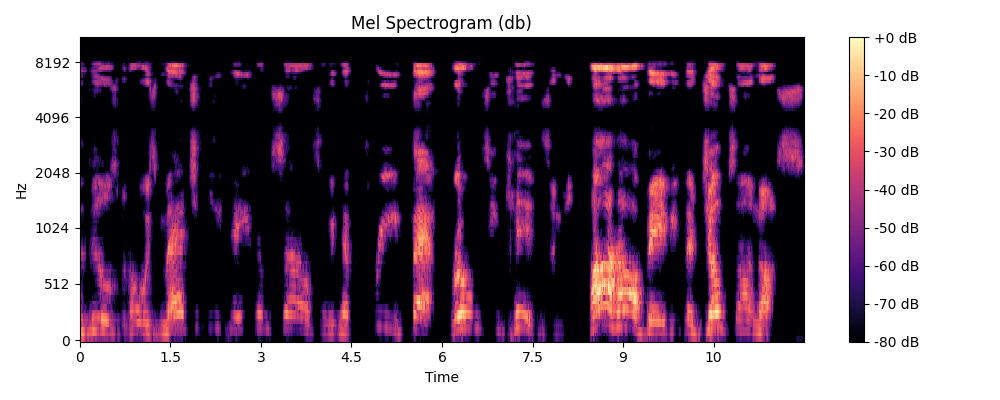 Mel Spectrogram (db)
8192
4096
2048
1024
512
0
Hz
0 1.5 3 4.5 6 7.5 9 10
Time
+0 dB
-10 dB
-20 dB
-30 dB
-40 dB
-50 dB
-60 dB
-70 dB
-80 dB